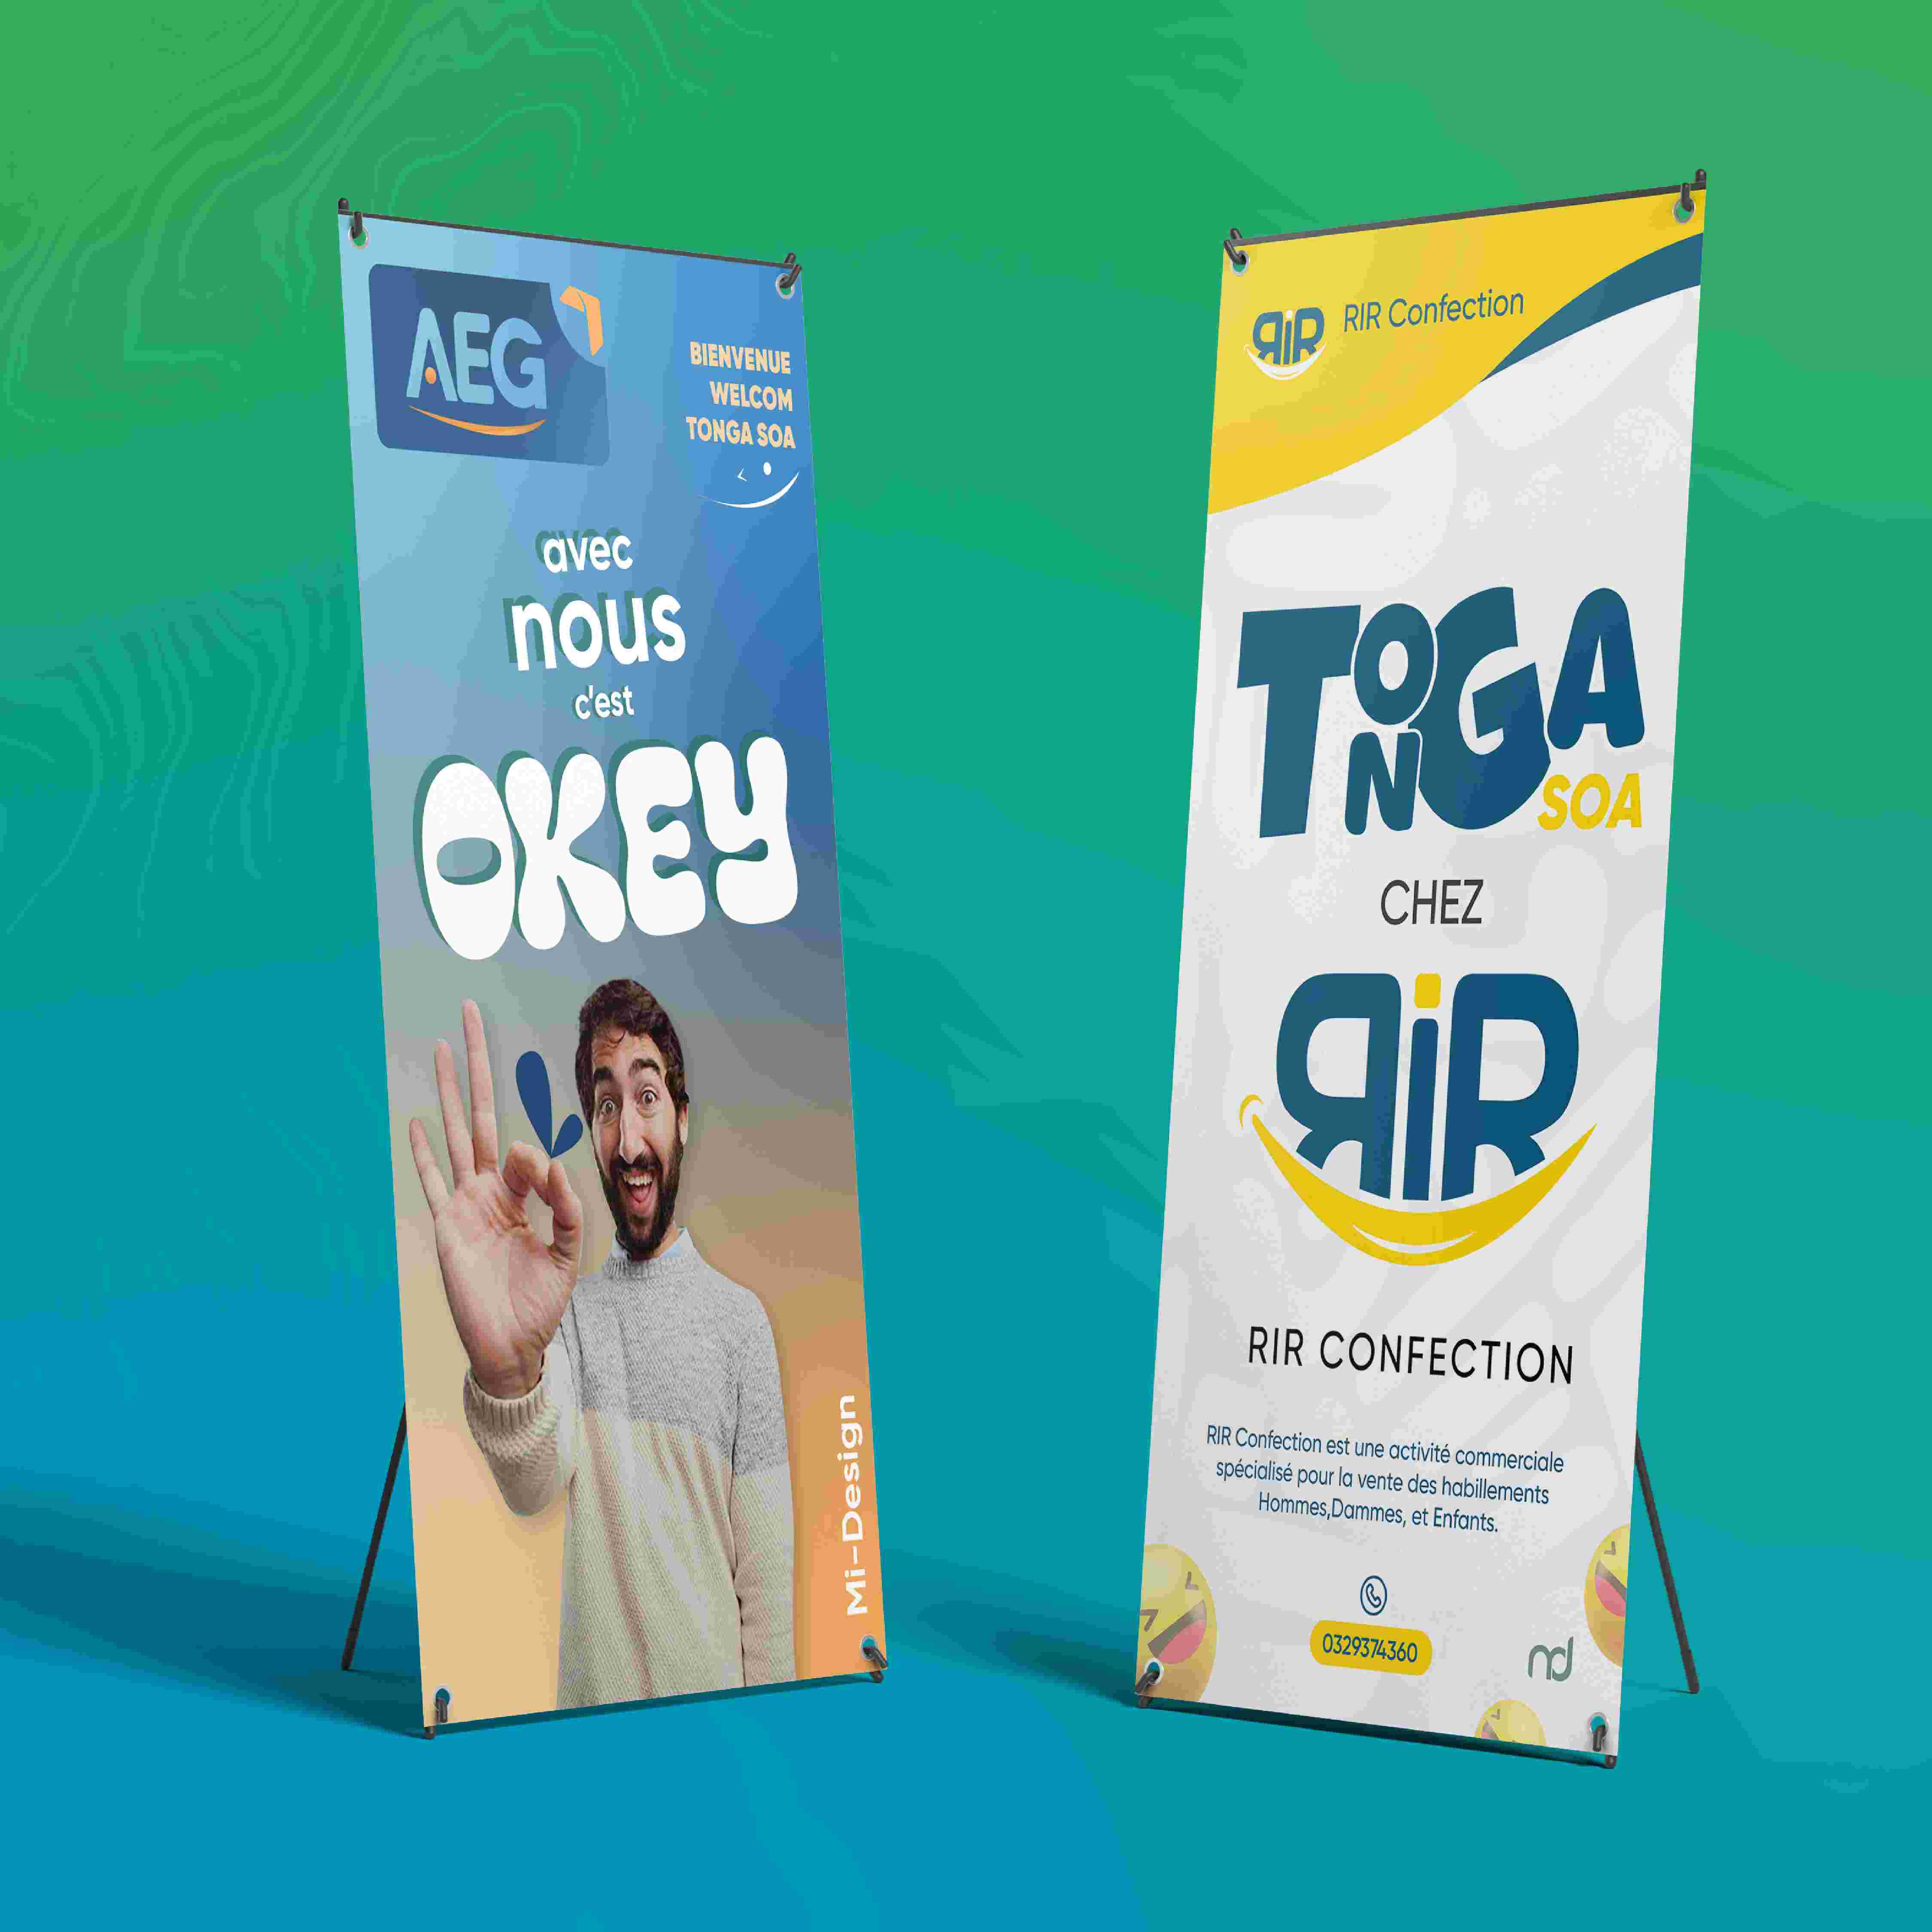 AEG
BIENVENUE
WELCOM
TONGA SOA
avec
nous
c'est
OKEY
Mi-Design
RiR
RIR Confection
TONGA
SOA
CHEZ
RiR
RIR CONFECTION
RIR Confection est une activité commerciale
spécialisé pour la vente des habillements
Hommes,Dammes, et Enfants.
0329374360
md